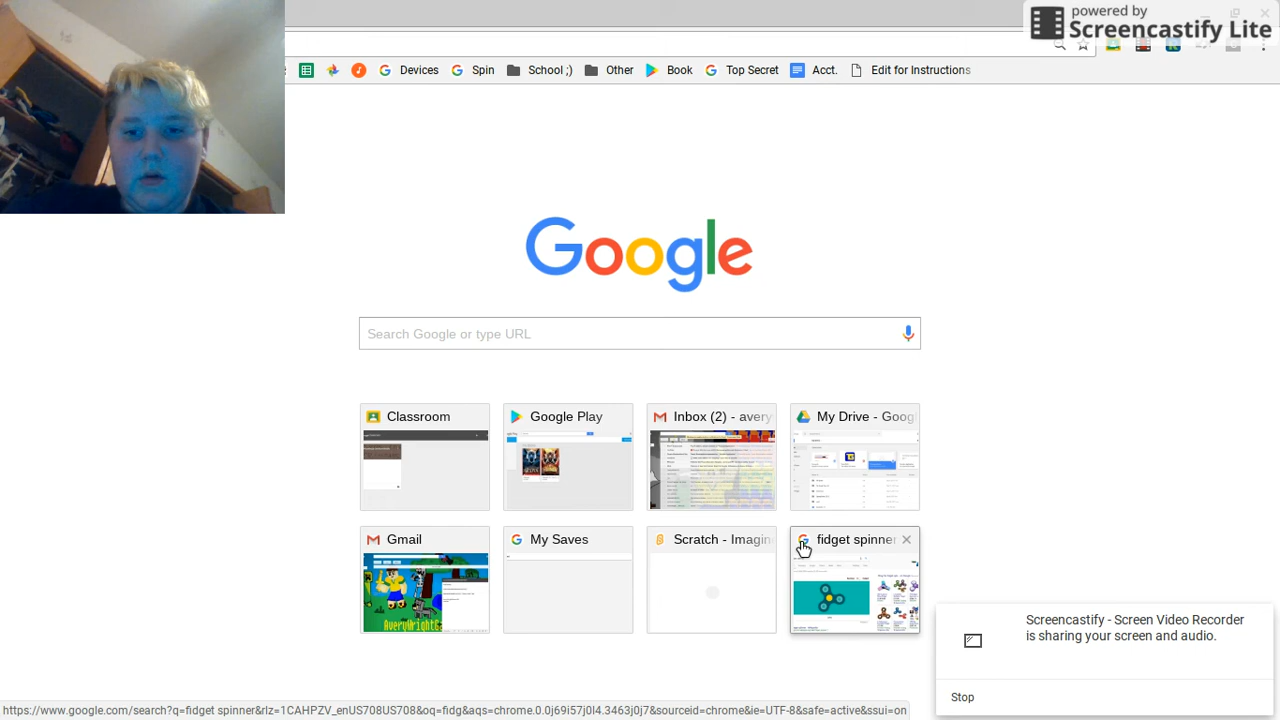 powered by
Screencastify Lite
Devices
Spin
School ;)
Other
Book
Top Secret
Acct.
Edit for Instructions
Google
Search Google or type URL
Classroom
Google Play
Inbox (2) - avery
My Drive - Goog
Gmail
My Saves
Scratch - Imagin
fidget spinner
Screencastify - Screen Video Recorder
is sharing your screen and audio.
Stop
https://www.google.com/search?q=fidget spinner&rlz=1CAHPZV_enUS708US708&oq=fidg&aqs=chrome.0.0j69i57j0l4.3463j0j7&sourceid=chrome&ie=UTF-8&safe=active&ssui=on